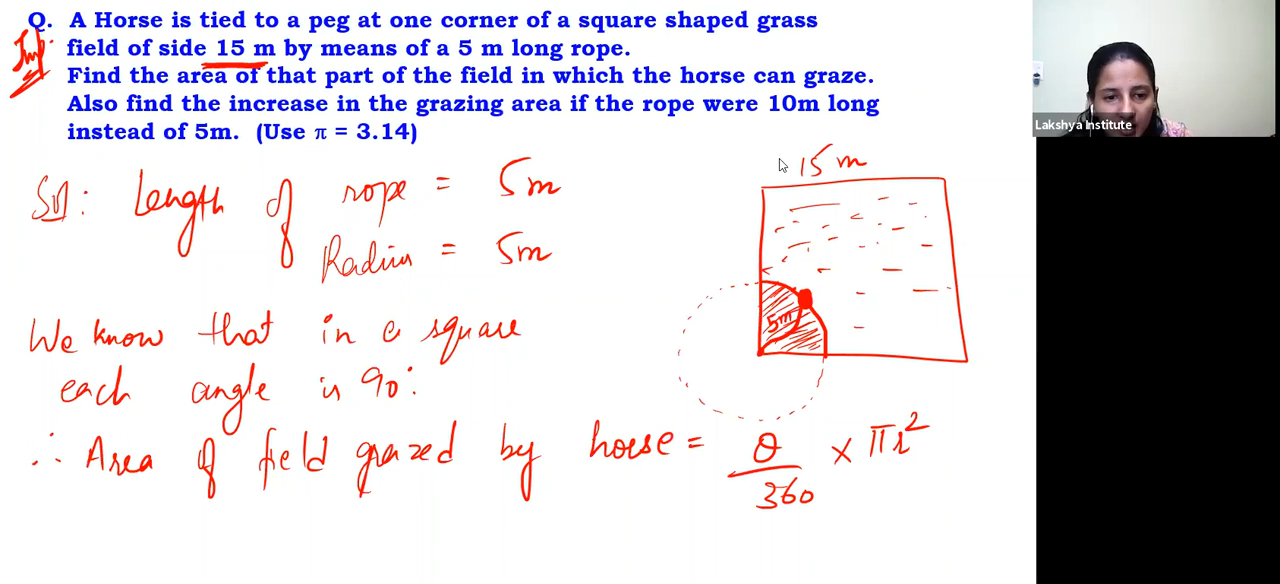 Q. A Horse is tied to a peg at one corner of a square shaped grass
Imp. field of side 15 m by means of a 5 m long rope.
Find the area of that part of the field in which the horse can graze.
Also find the increase in the grazing area if the rope were 10m long
instead of 5m. (Use π = 3.14)
Lakshya Institute
15 m
Sol: Length of rope = 5m
Radius = 5m
5m
We know that in a square
each angle is 90°.
∴ Area of field grazed by horse = θ/360 × πr²